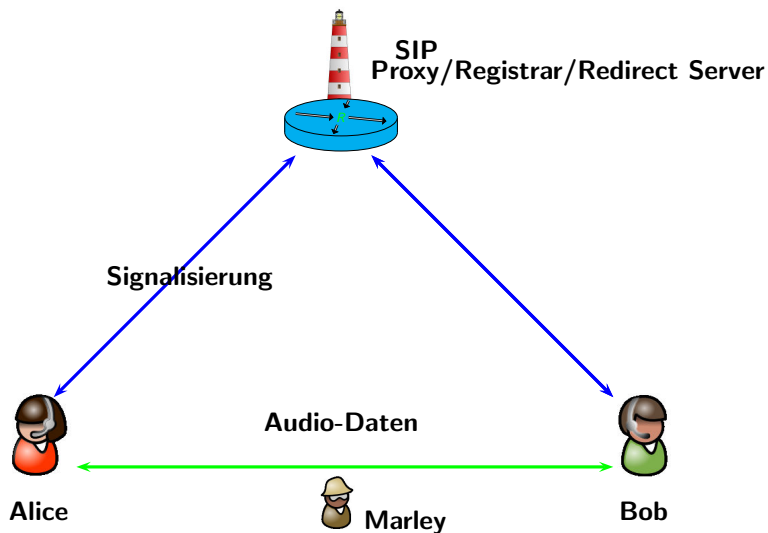 SIP
Proxy/Registrar/Redirect Server
Signalisierung
Audio-Daten
Alice
Marley
Bob